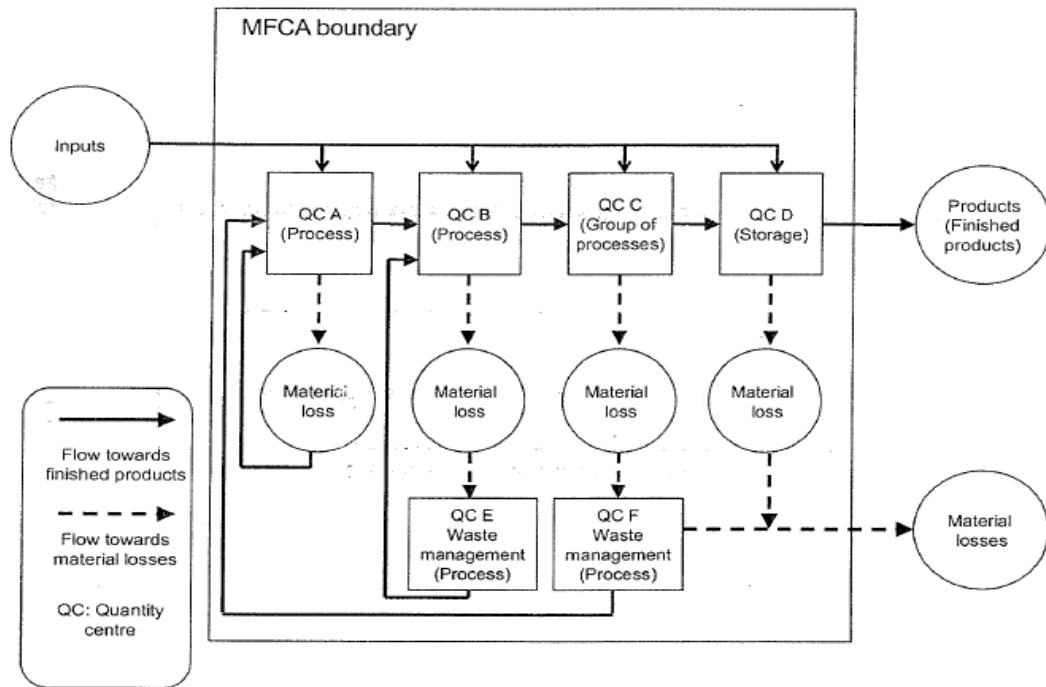 MFCA boundary
Inputs
QC A
(Process)
QC B
(Process)
QC C
(Group of
processes)
QC D
(Storage)
Products
(Finished
products)
Material
loss
Material
loss
Material
loss
Material
loss
QC E
Waste
management
(Process)
QC F
Waste
management
(Process)
Material
losses
Flow towards
finished products
Flow towards
material losses
QC: Quantity
centre